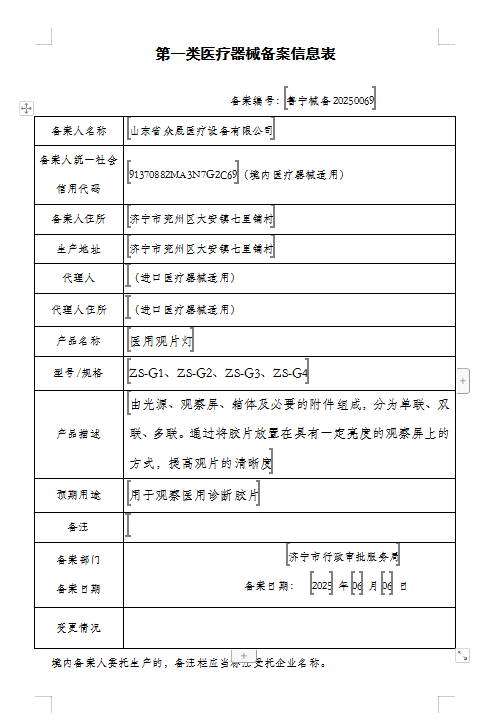 第一类医疗器械备案信息表
备案编号：鲁宁械备20250069
备案人名称 山东省众晟医疗设备有限公司
备案人统一社会
信用代码 91370882MA3N7G2C69（境内医疗器械适用）
备案人住所 济宁市兖州区大安镇七里铺村
生产地址 济宁市兖州区大安镇七里铺村
代理人 （进口医疗器械适用）
代理人住所 （进口医疗器械适用）
产品名称 医用观片灯
型号/规格 ZS-G1、ZS-G2、ZS-G3、ZS-G4
产品描述
由光源、观察屏、箱体及必要的附件组成，分为单联、双
联、多联。通过将胶片放置在具有一定亮度的观察屏上的
方式，提高观片的清晰度
预期用途 用于观察医用诊断胶片
备注
备案部门 济宁市行政审批服务局
备案日期 备案日期： 2025 年06 月06 日
变更情况
境内备案人委托生产的，备注栏应当标注受托企业名称。